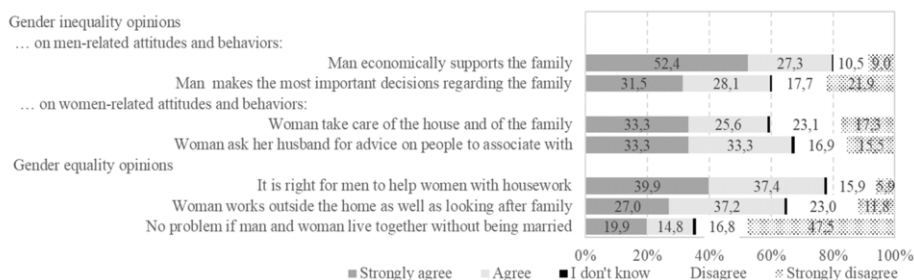 Gender inequality opinions
… on men-related attitudes and behaviors:
Man economically supports the family
52,4 27,3 10,5 9,0
Man makes the most important decisions regarding the family
31,5 28,1 17,7 21,9
… on women-related attitudes and behaviors:
Woman take care of the house and of the family
33,3 25,6 23,1 17,3
Woman ask her husband for advice on people to associate with
33,3 33,3 16,9 15,5
Gender equality opinions
It is right for men to help women with housework
39,9 37,4 15,9 5,9
Woman works outside the home as well as looking after family
27,0 37,2 23,0 11,8
No problem if man and woman live together without being married
19,9 14,8 16,8 47,5
0% 20% 40% 60% 80% 100%
Strongly agree Agree I don't know Disagree Strongly disagree